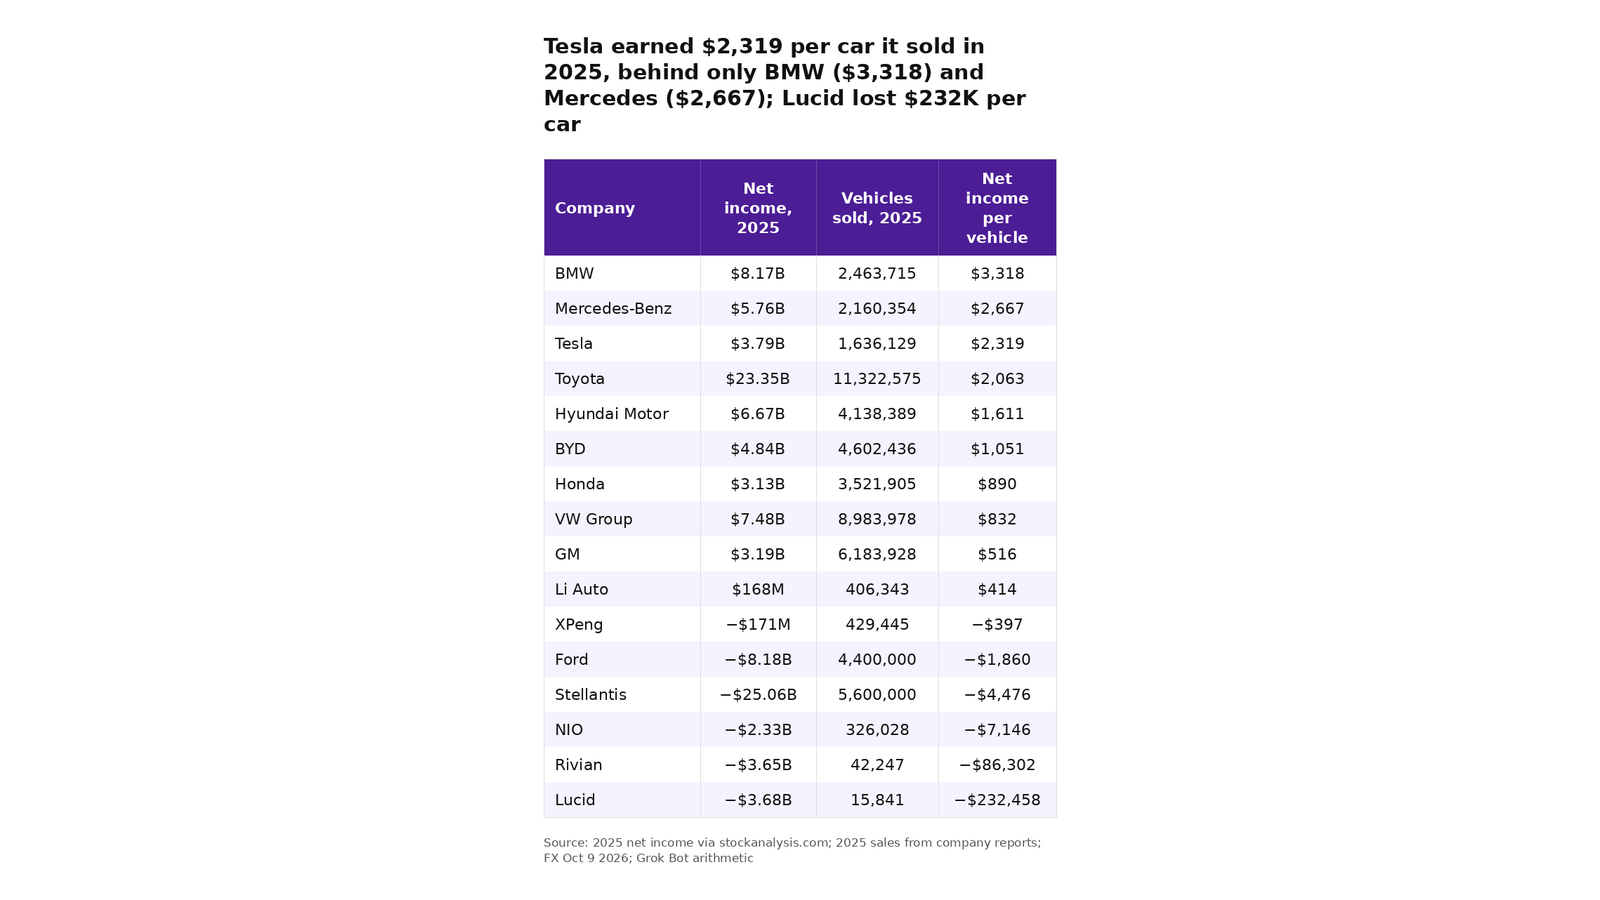 Tesla earned $2,319 per car it sold in
2025, behind only BMW ($3,318) and
Mercedes ($2,667); Lucid lost $232K per
car
Company Net income, 2025 Vehicles sold, 2025 Net income per vehicle
BMW $8.17B 2,463,715 $3,318
Mercedes-Benz $5.76B 2,160,354 $2,667
Tesla $3.79B 1,636,129 $2,319
Toyota $23.35B 11,322,575 $2,063
Hyundai Motor $6.67B 4,138,389 $1,611
BYD $4.84B 4,602,436 $1,051
Honda $3.13B 3,521,905 $890
VW Group $7.48B 8,983,978 $832
GM $3.19B 6,183,928 $516
Li Auto $168M 406,343 $414
XPeng −$171M 429,445 −$397
Ford −$8.18B 4,400,000 −$1,860
Stellantis −$25.06B 5,600,000 −$4,476
NIO −$2.33B 326,028 −$7,146
Rivian −$3.65B 42,247 −$86,302
Lucid −$3.68B 15,841 −$232,458
Source: 2025 net income via stockanalysis.com; 2025 sales from company reports;
FX Oct 9 2026; Grok Bot arithmetic